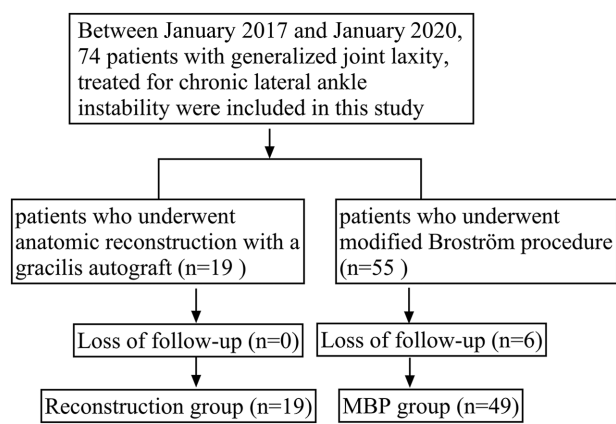 Between January 2017 and January 2020,
74 patients with generalized joint laxity,
treated for chronic lateral ankle
instability were included in this study
patients who underwent
anatomic reconstruction with a
gracilis autograft (n=19 )
patients who underwent
modified Broström procedure
(n=55 )
Loss of follow-up (n=0)
Loss of follow-up (n=6)
Reconstruction group (n=19)
MBP group (n=49)